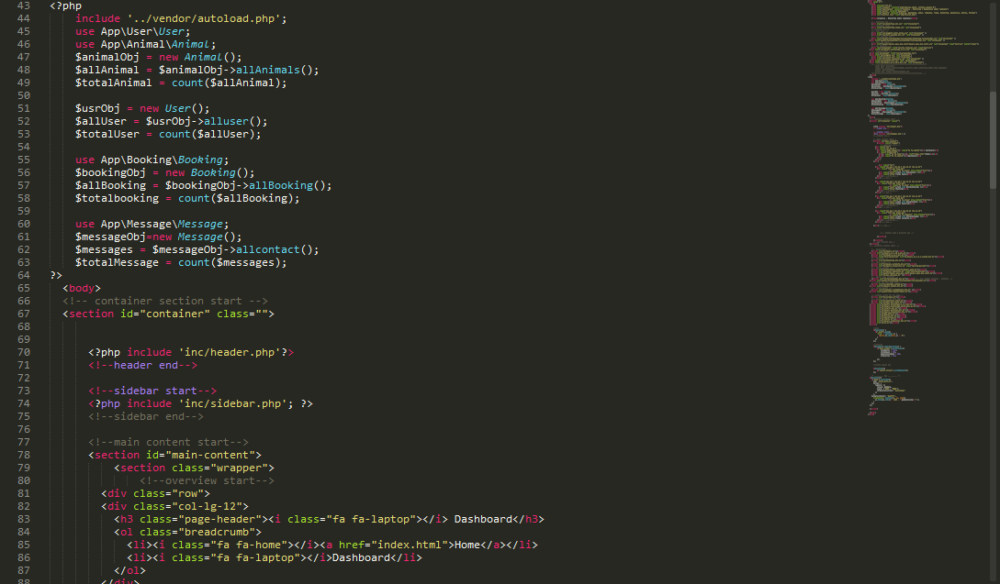 43 <?php
44 include '../vendor/autoload.php';
45 use App\User\User;
46 use App\Animal\Animal;
47 $animalObj = new Animal();
48 $allAnimal = $animalObj->allAnimals();
49 $totalAnimal = count($allAnimal);
50
51 $usrObj = new User();
52 $allUser = $usrObj->alluser();
53 $totalUser = count($allUser);
54
55 use App\Booking\Booking;
56 $bookingObj = new Booking();
57 $allBooking = $bookingObj->allBooking();
58 $totalbooking = count($allBooking);
59
60 use App\Message\Message;
61 $messageObj=new Message();
62 $messages = $messageObj->allcontact();
63 $totalMessage = count($messages);
64 ?>
65 <body>
66 <!-- container section start -->
67 <section id="container" class="">
68
69
70 <?php include 'inc/header.php'?>
71 <!--header end-->
72
73 <!--sidebar start-->
74 <?php include 'inc/sidebar.php'; ?>
75 <!--sidebar end-->
76
77 <!--main content start-->
78 <section id="main-content">
79 <section class="wrapper">
80 <!--overview start-->
81 <div class="row">
82 <div class="col-lg-12">
83 <h3 class="page-header"><i class="fa fa-laptop"></i> Dashboard</h3>
84 <ol class="breadcrumb">
85 <li><i class="fa fa-home"></i><a href="index.html">Home</a></li>
86 <li><i class="fa fa-laptop"></i>Dashboard</li>
87 </ol>
88 </div>